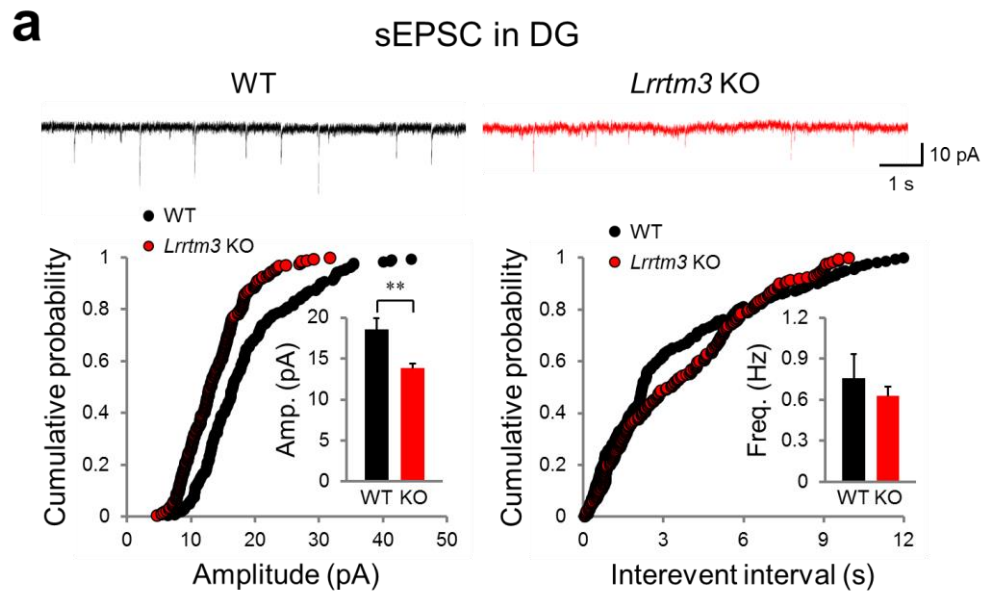 a
sEPSC in DG
WT
Lrrtm3 KO
10 pA
1 s
WT
Lrrtm3 KO
Cumulative probability
1
0.8
0.6
0.4
0.2
0
0
10
20
30
40
50
Amplitude (pA)
**
Amp. (pA)
20
15
10
5
0
WT KO
WT
Lrrtm3 KO
Cumulative probability
1
0.8
0.6
0.4
0.2
0
0
3
6
9
12
Interevent interval (s)
Freq. (Hz)
1.2
0.9
0.6
0.3
0
WT KO